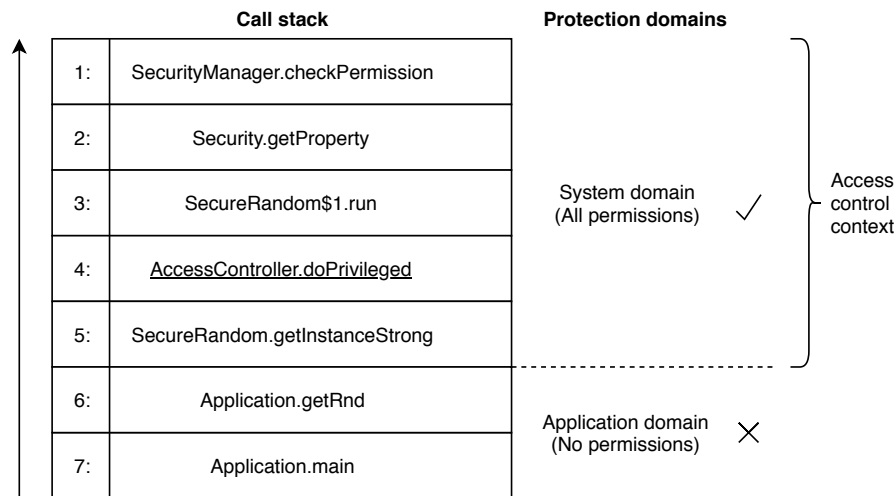 Call stack
Protection domains
1: SecurityManager.checkPermission
2: Security.getProperty
3: SecureRandom$1.run
4: AccessController.doPrivileged
5: SecureRandom.getInstanceStrong
6: Application.getRnd
7: Application.main
System domain
(All permissions)
Application domain
(No permissions)
Access
control
context